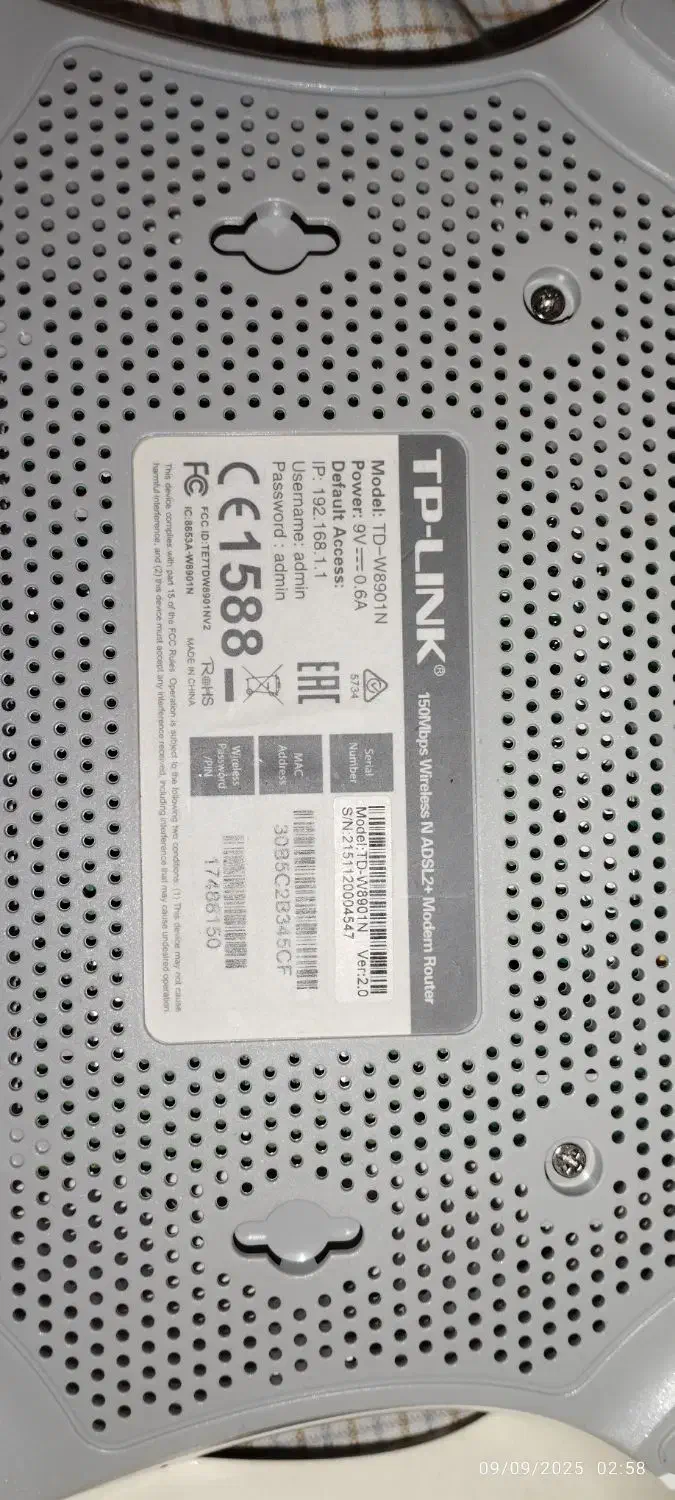 TP-LINK® 150Mbps Wireless N ADSL2+ Modem Router
Model: TD-W8901N
Power: 9V⎓0.6A
Default Access:
IP: 192.168.1.1
Username: admin
Password : admin
5734
EAC
CE1588
FC FCC ID:TE7TDW8901NV2
IC:8853A-W8901N
RoHS
MADE IN CHINA
Serial
Number
Model:TD-W8901N Ver:2.0
S/N:2151120004547
MAC
Address
30B5C2B345CF
Wireless
Password
/PIN
17488150
This device complies with part 15 of the FCC Rules. Operation is subject to the following two conditions: (1) This device may not cause
harmful interference, and (2) this device must accept any interference received, including interference that may cause undesired operation.
09/09/2025 02:58